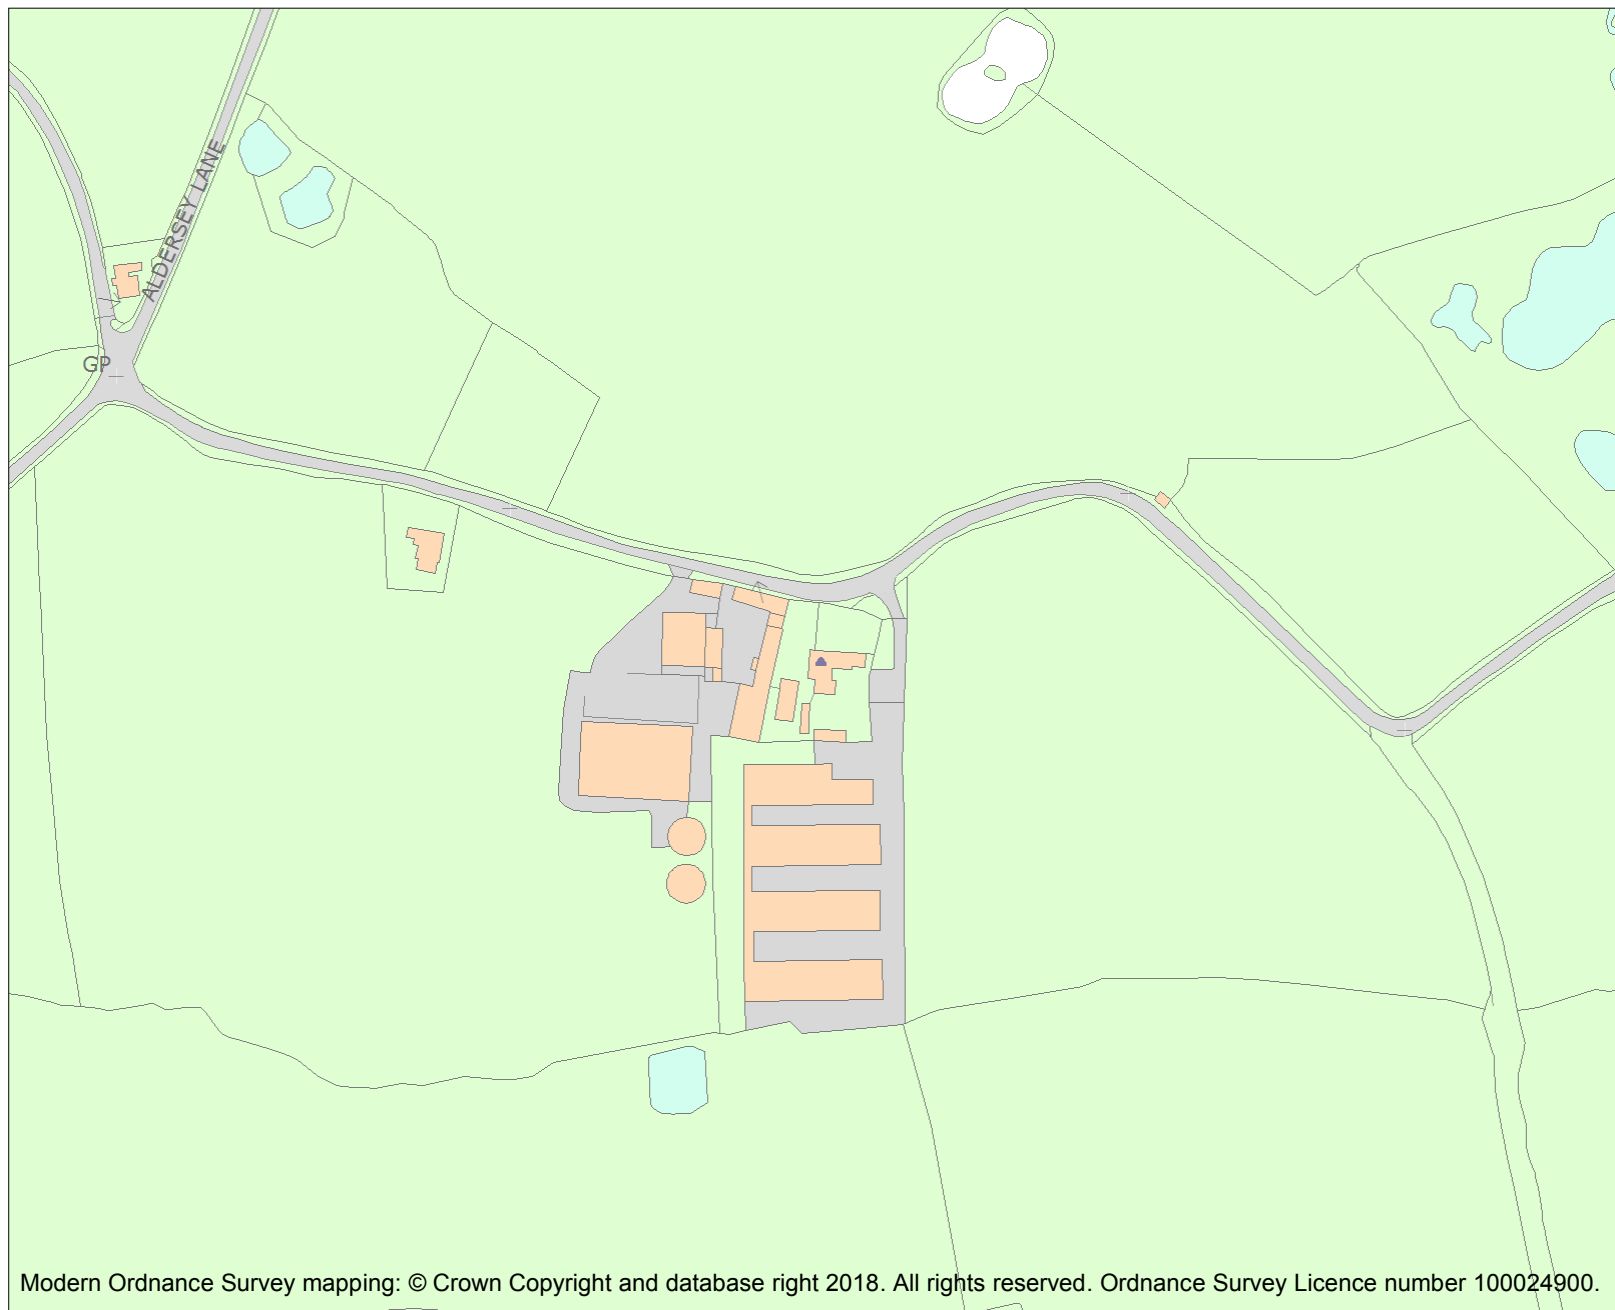 ALDERSEY LANE
GP
Modern Ordnance Survey mapping: © Crown Copyright and database right 2018. All rights reserved. Ordnance Survey Licence number 100024900.